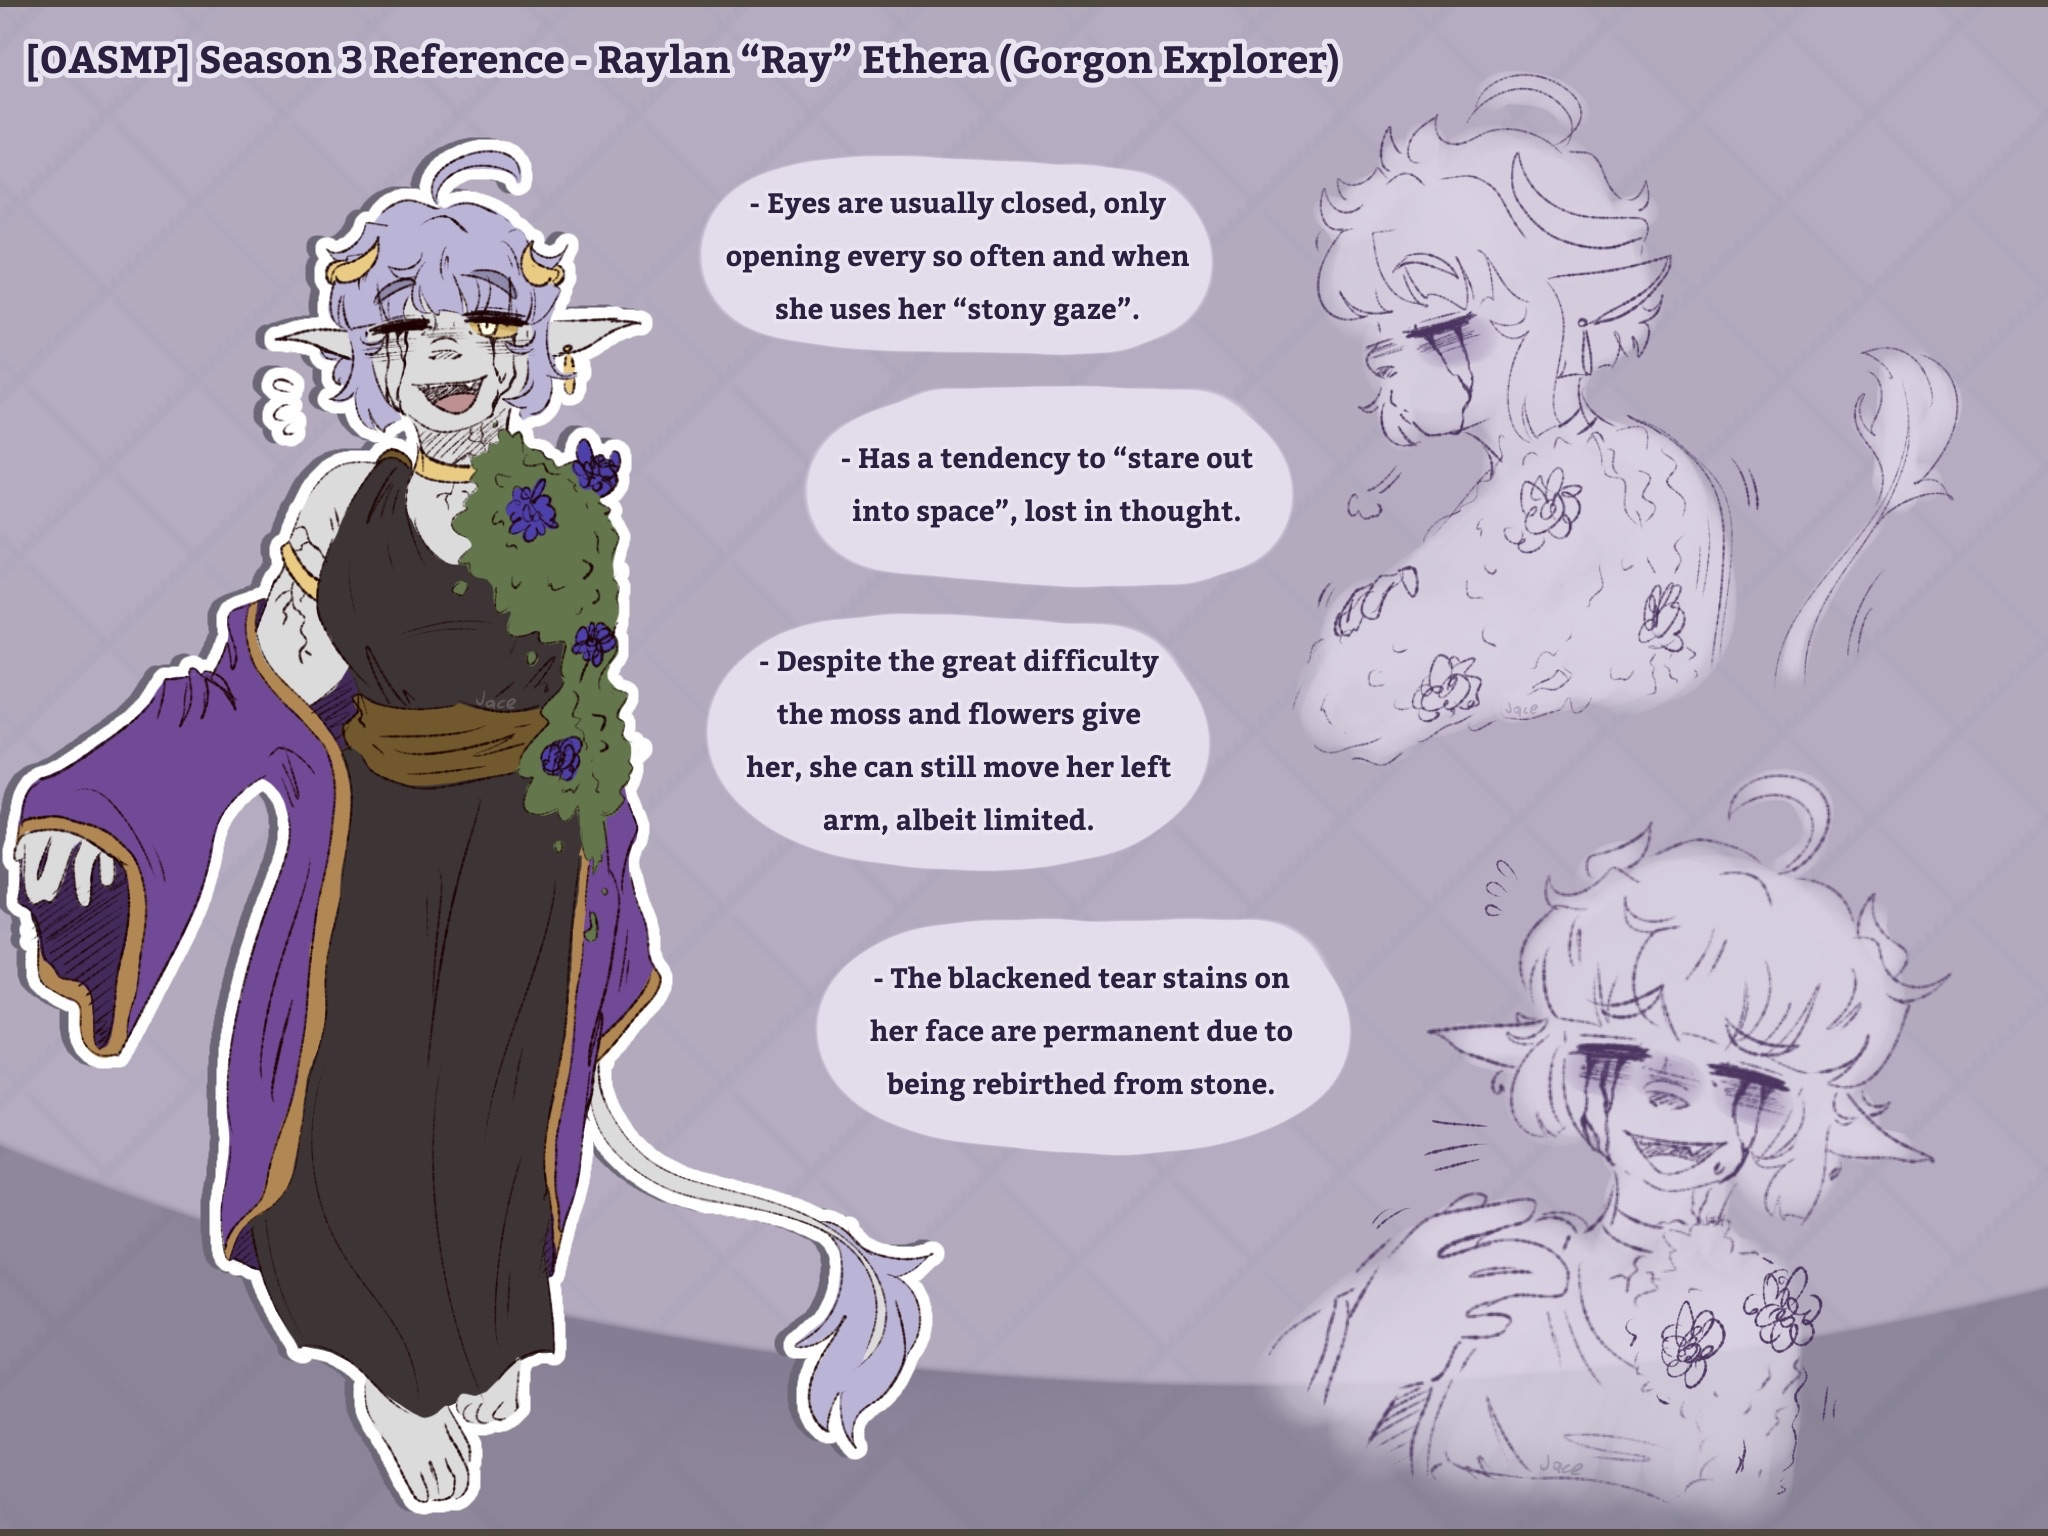 [OASMP] Season 3 Reference - Raylan “Ray” Ethera (Gorgon Explorer)
- Eyes are usually closed, only
opening every so often and when
she uses her “stony gaze”.
- Has a tendency to “stare out
into space”, lost in thought.
- Despite the great difficulty
the moss and flowers give
her, she can still move her left
arm, albeit limited.
- The blackened tear stains on
her face are permanent due to
being rebirthed from stone.
Jace
Jace
Jace